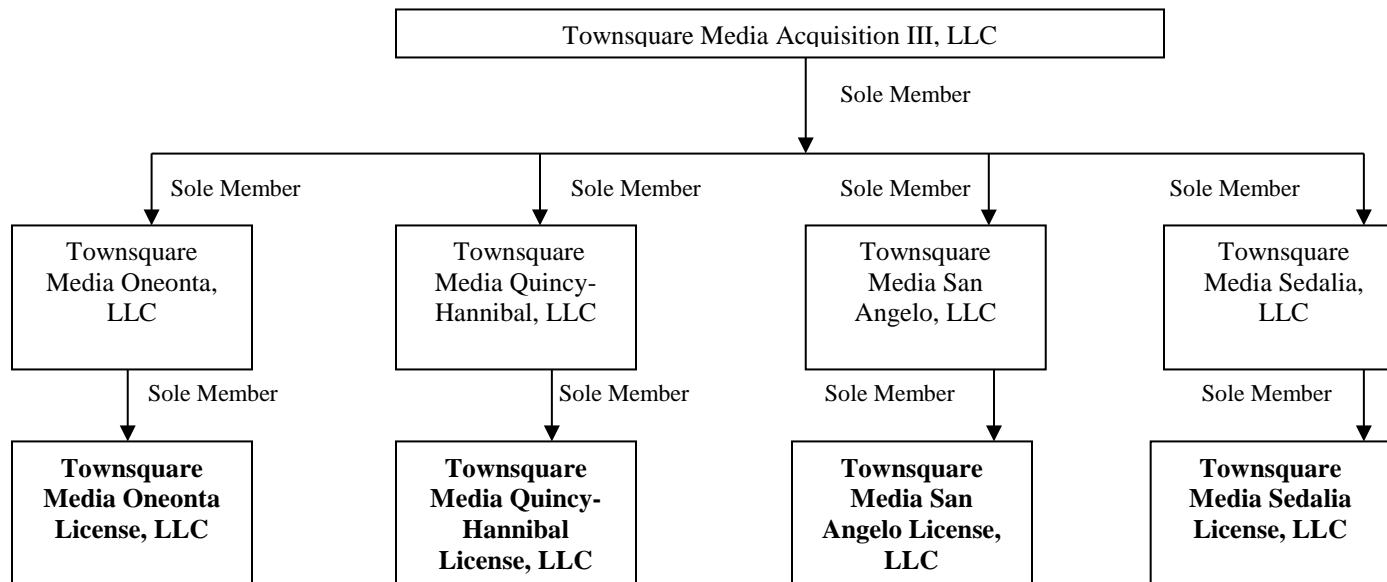 Townsquare Media Acquisition III, LLC
Sole Member
Sole Member
Sole Member
Sole Member
Sole Member
Townsquare
Media Oneonta,
LLC
Townsquare
Media Quincy-
Hannibal, LLC
Townsquare
Media San
Angelo, LLC
Townsquare
Media Sedalia,
LLC
Sole Member
Sole Member
Sole Member
Sole Member
Townsquare
Media Oneonta
License, LLC
Townsquare
Media Quincy-
Hannibal
License, LLC
Townsquare
Media San
Angelo License,
LLC
Townsquare
Media Sedalia
License, LLC